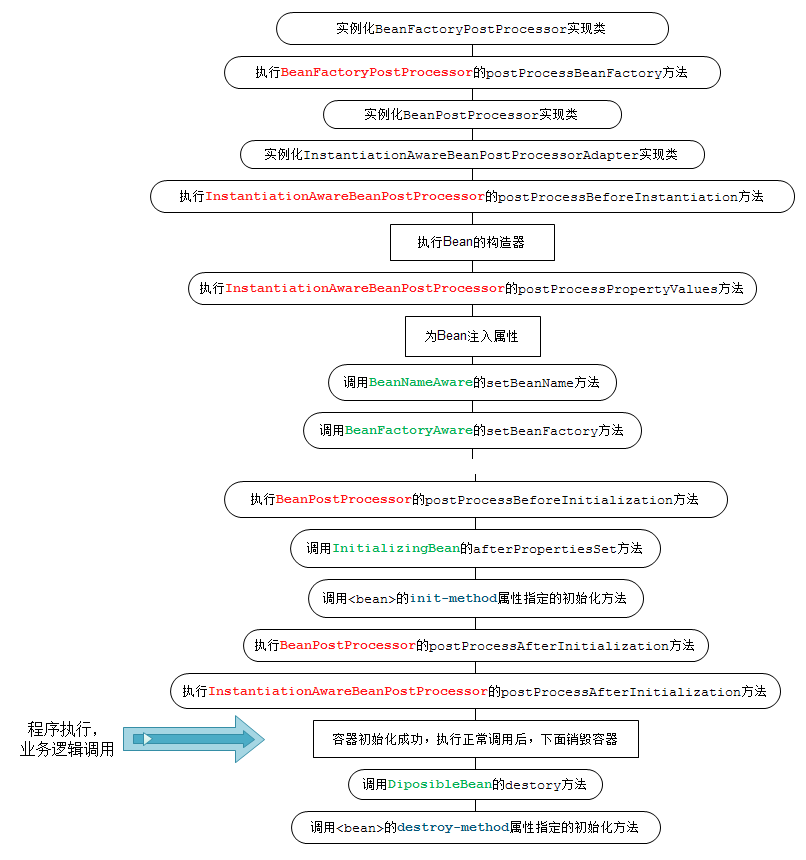 实例化BeanFactoryPostProcessor实现类
执行BeanFactoryPostProcessor的postProcessBeanFactory方法
实例化BeanPostProcessor实现类
实例化InstantiationAwareBeanPostProcessorAdapter实现类
执行InstantiationAwareBeanPostProcessor的postProcessBeforeInstantiation方法
执行Bean的构造器
执行InstantiationAwareBeanPostProcessor的postProcessPropertyValues方法
为Bean注入属性
调用BeanNameAware的setBeanName方法
调用BeanFactoryAware的setBeanFactory方法
执行BeanPostProcessor的postProcessBeforeInitialization方法
调用InitializingBean的afterPropertiesSet方法
调用<bean>的init-method属性指定的初始化方法
执行BeanPostProcessor的postProcessAfterInitialization方法
执行InstantiationAwareBeanPostProcessor的postProcessAfterInitialization方法
程序执行，
业务逻辑调用
容器初始化成功，执行正常调用后，下面销毁容器
调用DiposibleBean的destory方法
调用<bean>的destroy-method属性指定的初始化方法